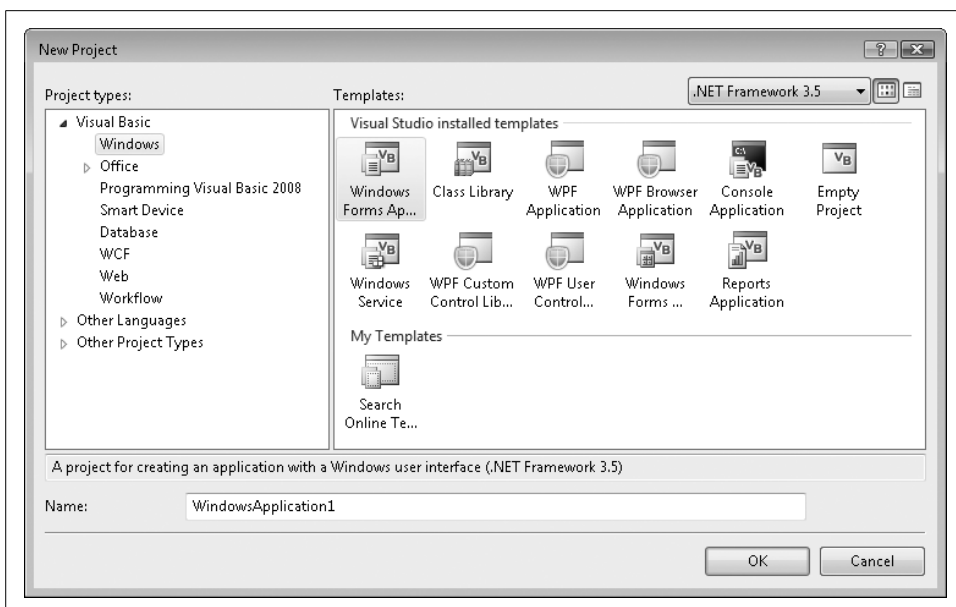 New Project
Project types:
Templates:
.NET Framework 3.5
Visual Basic
Windows
Office
Programming Visual Basic 2008
Smart Device
Database
WCF
Web
Workflow
Other Languages
Other Project Types
Visual Studio installed templates
Windows
Forms Ap...
Class Library
WPF
Application
WPF Browser
Application
Console
Application
Empty
Project
Windows
Service
WPF Custom
Control Lib...
WPF User
Control...
Windows
Forms ...
Reports
Application
My Templates
Search
Online Te...
A project for creating an application with a Windows user interface (.NET Framework 3.5)
Name:
WindowsApplication1
OK
Cancel